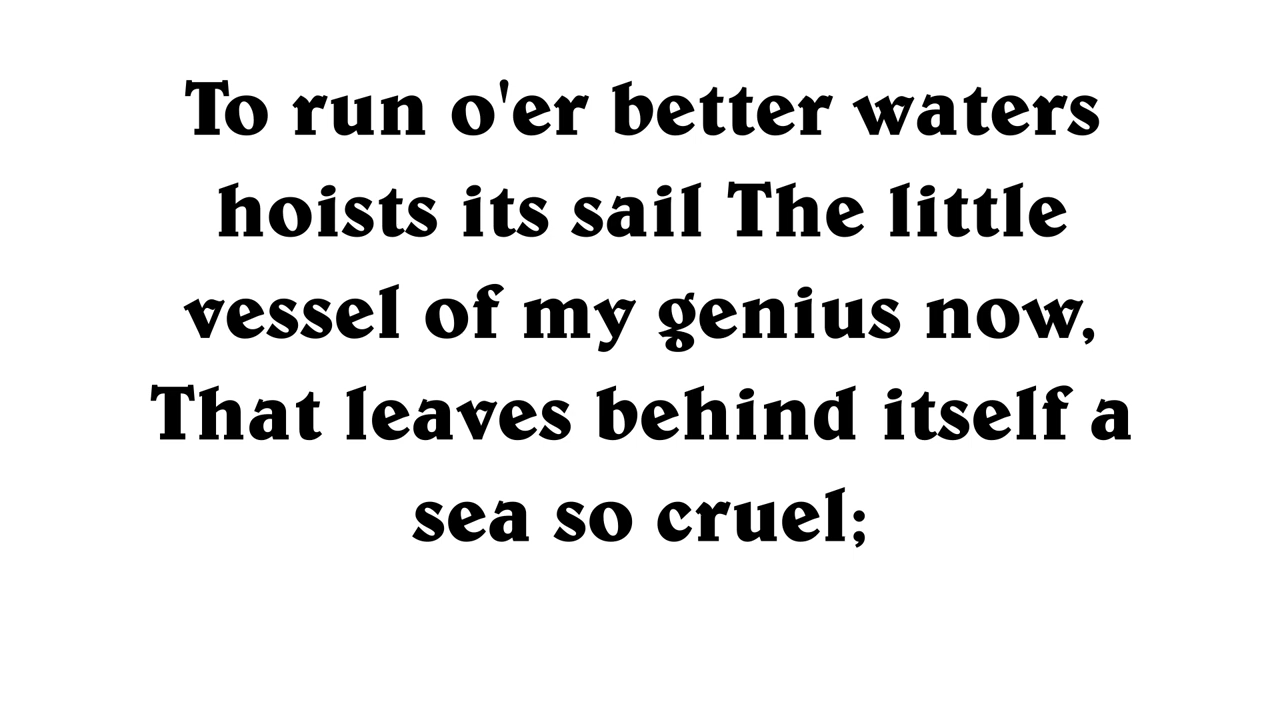 To run o'er better waters
hoists its sail The little
vessel of my genius now,
That leaves behind itself a
sea so cruel;